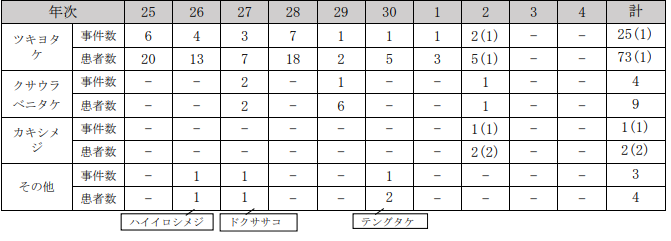 年次 25 26 27 28 29 30 1 2 3 4 計
ツキヨタケ 事件数 6 4 3 7 1 1 1 2(1) － － 25(1)
患者数 20 13 7 18 2 5 3 5(1) － － 73(1)
クサウラベニタケ 事件数 － － 2 － 1 － － 1 － － 4
患者数 － － 2 － 6 － － 1 － － 9
カキシメジ 事件数 － － － － － － － 1(1) － － 1(1)
患者数 － － － － － － － 2(2) － － 2(2)
その他 事件数 － 1 1 － － 1 － － － － 3
患者数 － 1 1 － － 2 － － － － 4
ハイイロシメジ ドクササコ テングタケ